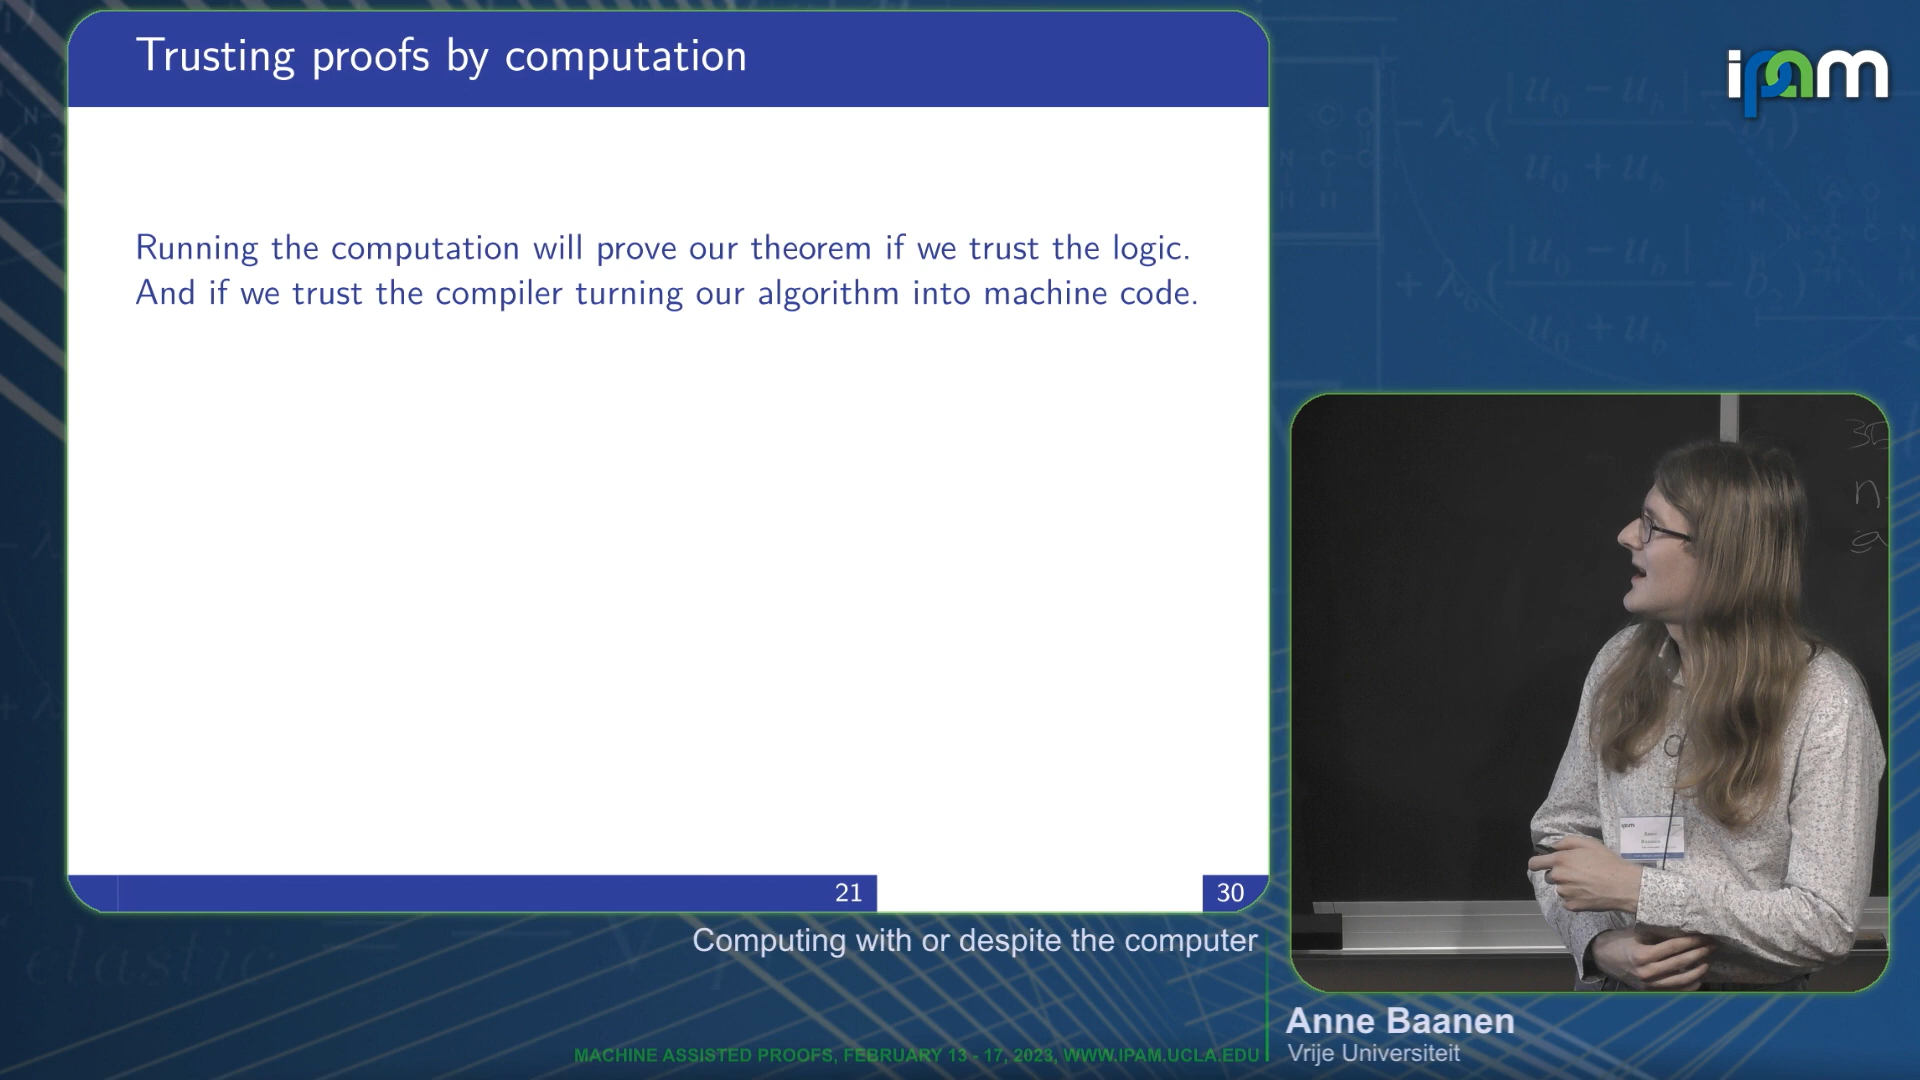 Trusting proofs by computation
ipam
Running the computation will prove our theorem if we trust the logic.
And if we trust the compiler turning our algorithm into machine code.
21
30
Computing with or despite the computer
Anne Baanen
Vrije Universiteit
MACHINE ASSISTED PROOFS, FEBRUARY 13 - 17, 2023, WWW.IPAM.UCLA.EDU